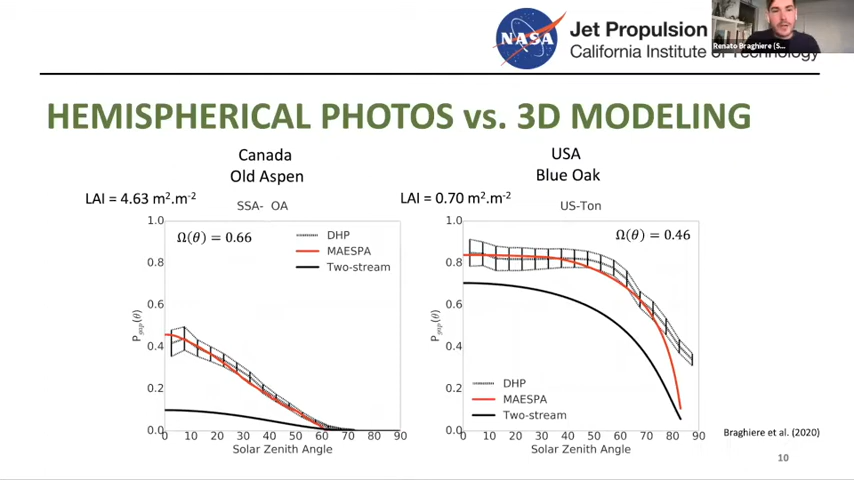 NASA
Jet Propulsion
California Institute of Technology
Renato Braghiere (S...
HEMISPHERICAL PHOTOS vs. 3D MODELING
Canada
Old Aspen
LAI = 4.63 m².m⁻²
SSA- OA
Ω(θ) = 0.66
DHP
MAESPA
Two-stream
1.0
0.8
0.6
0.4
0.2
0.0
P_gap(θ)
0 10 20 30 40 50 60 70 80 90
Solar Zenith Angle
USA
Blue Oak
LAI = 0.70 m².m⁻²
US-Ton
Ω(θ) = 0.46
1.0
0.8
0.6
0.4
0.2
0.0
P_gap(θ)
DHP
MAESPA
Two-stream
0 10 20 30 40 50 60 70 80 90
Solar Zenith Angle
Braghiere et al. (2020)
10